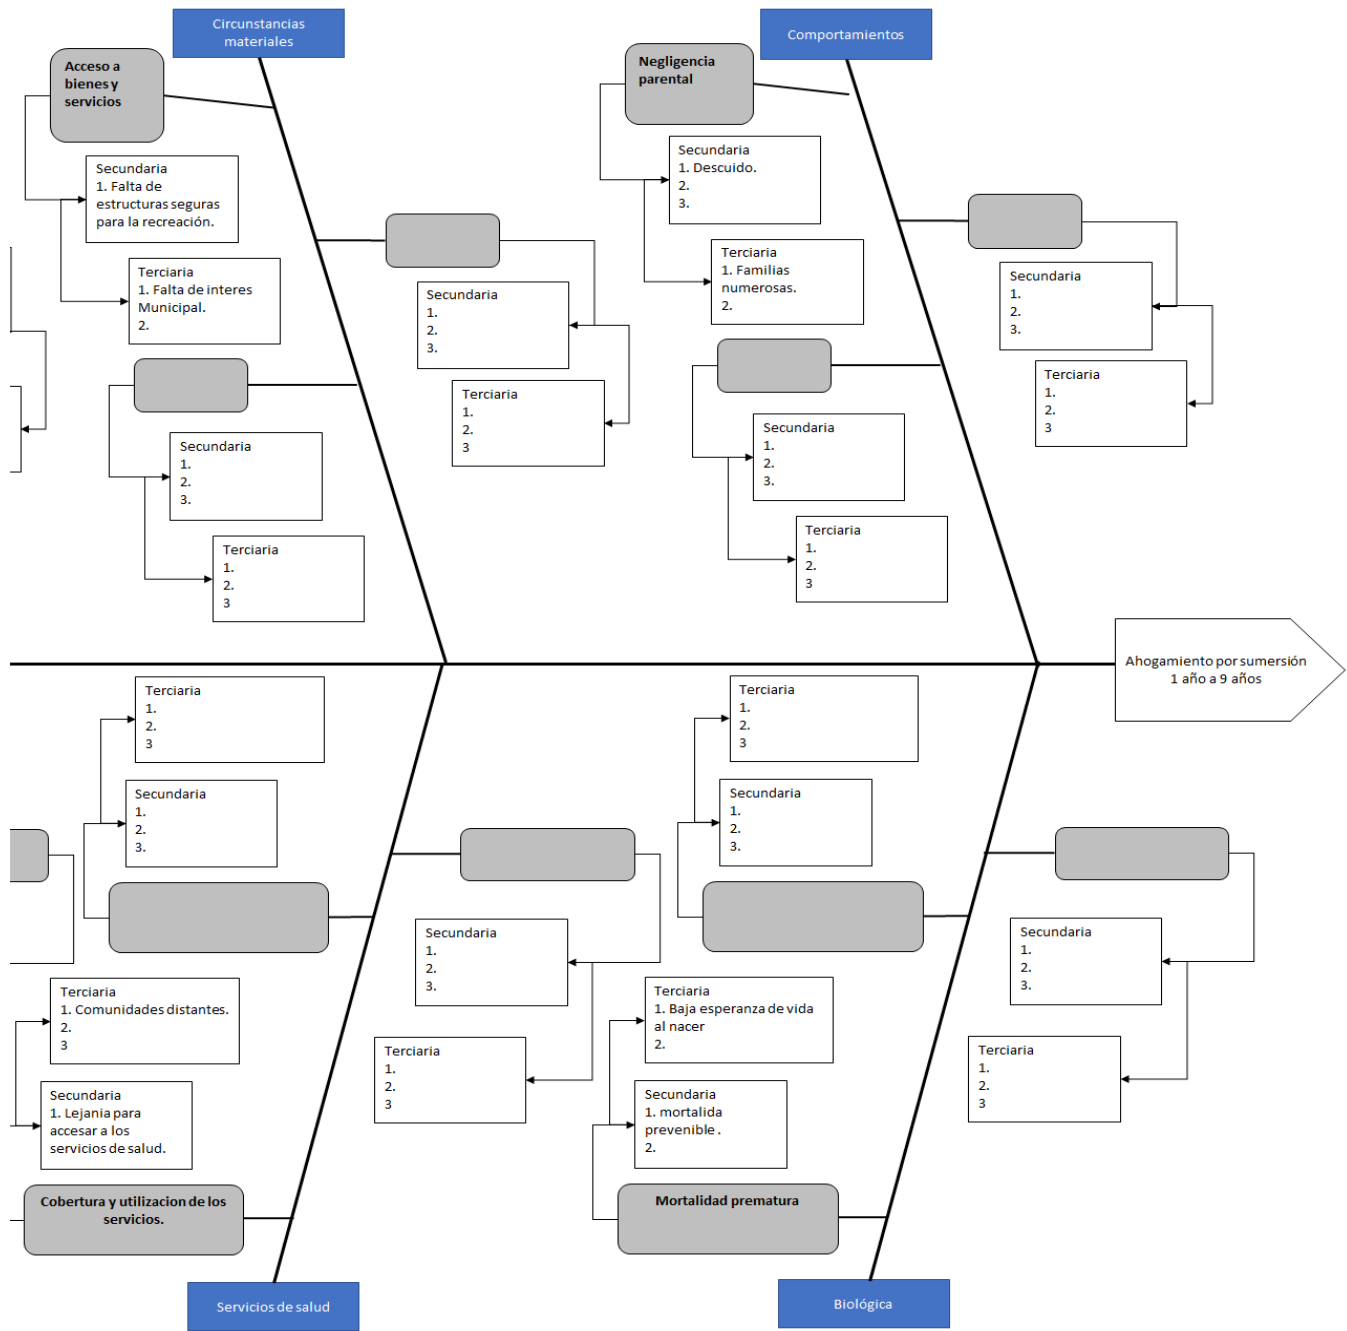 Circunstancias
materiales
Acceso a
bienes y
servicios
Secundaria
1. Falta de
estructuras seguras
para la recreación.
Terciaria
1. Falta de interes
Municipal.
2.
Secundaria
1.
2.
3.
Terciaria
1.
2.
3
Secundaria
1.
2.
3.
Terciaria
1.
2.
3
Comportamientos
Negligencia
parental
Secundaria
1. Descuido.
2.
3.
Terciaria
1. Familias
numerosas.
2.
Secundaria
1.
2.
3.
Terciaria
1.
2.
3
Secundaria
1.
2.
3.
Terciaria
1.
2.
3
Ahogamiento por sumersión
1 año a 9 años
Terciaria
1.
2.
3
Secundaria
1.
2.
3.
Secundaria
1.
2.
3.
Terciaria
1.
2.
3
Terciaria
1. Comunidades distantes.
2.
3
Secundaria
1. Lejania para
accesar a los
servicios de salud.
Cobertura y utilizacion de los
servicios.
Servicios de salud
Terciaria
1.
2.
3
Secundaria
1.
2.
3.
Secundaria
1.
2.
3.
Terciaria
1.
2.
3
Terciaria
1. Baja esperanza de vida
al nacer
2.
Secundaria
1. mortalida
prevenible .
2.
Mortalidad prematura
Biológica